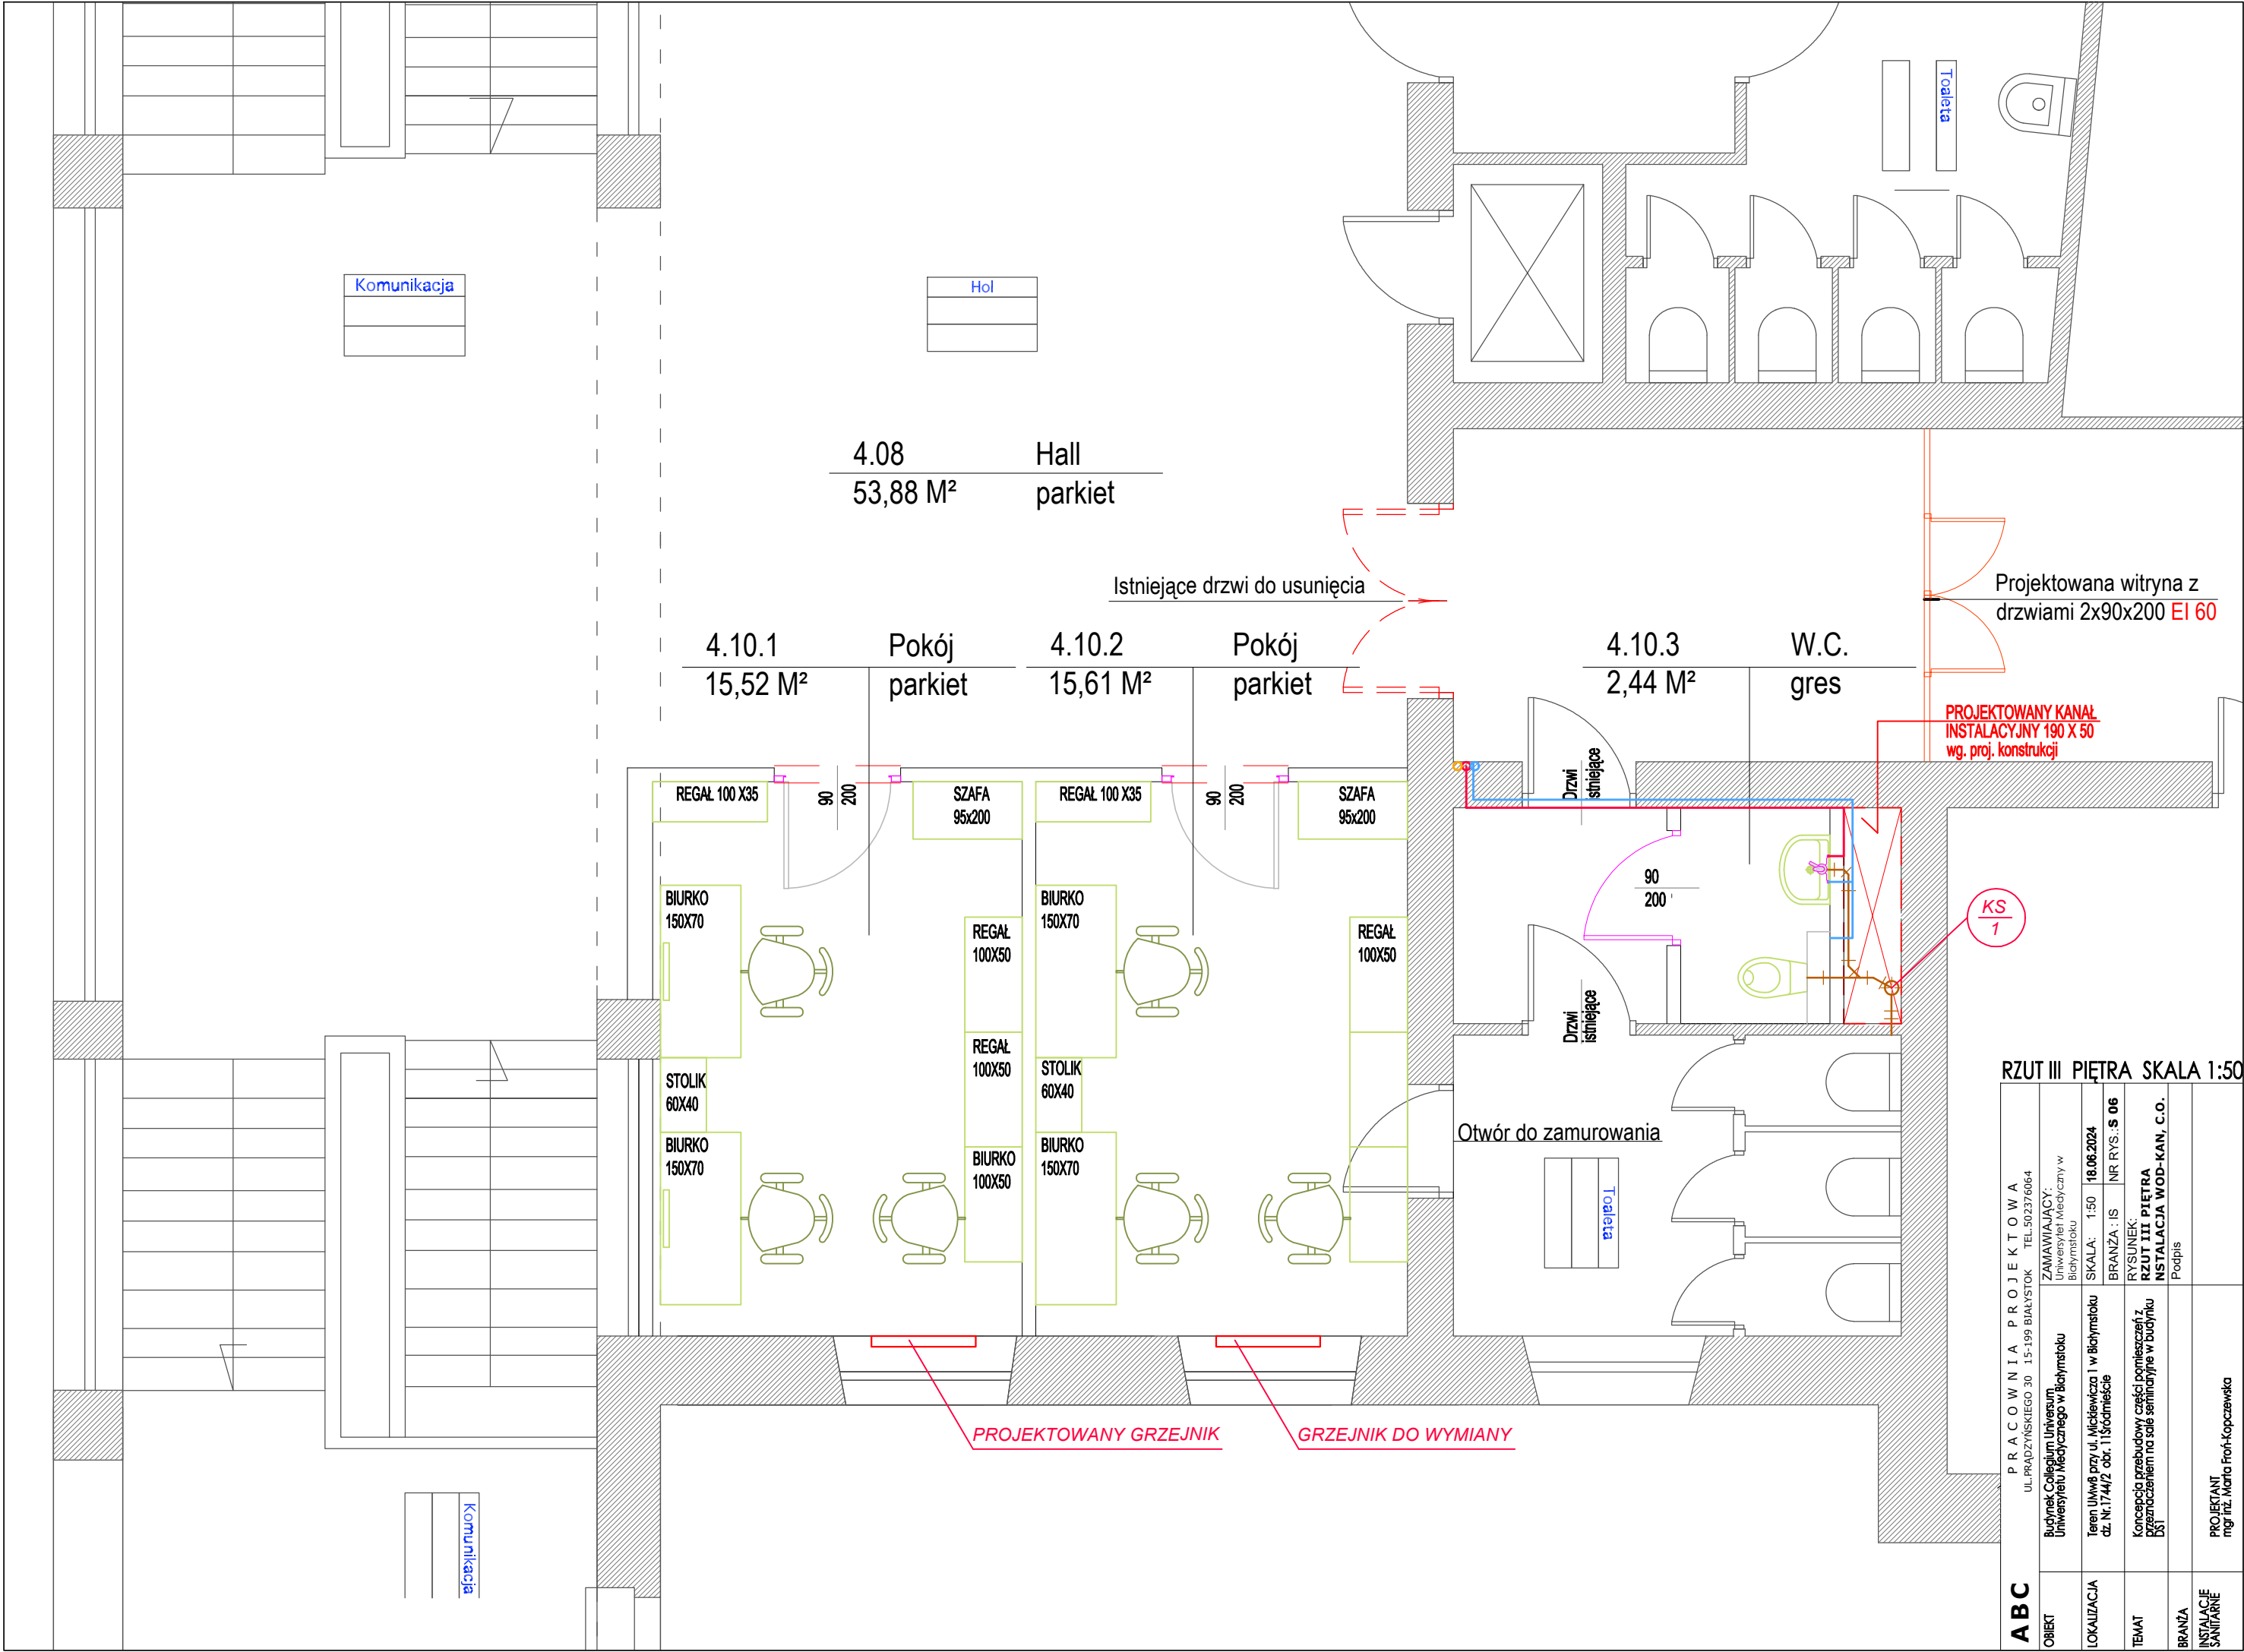 Toaleta
Komunikacja
Hol
4.08 Hall
53,88 M² parkiet
Istniejące drzwi do usunięcia
Projektowana witryna z
drzwiami 2x90x200 EI 60
4.10.1 Pokój
15,52 M² parkiet
4.10.2 Pokój
15,61 M² parkiet
4.10.3 W.C.
2,44 M² gres
PROJEKTOWANY KANAŁ
INSTALACYJNY 190 X 50
wg. proj. konstrukcji
REGAŁ 100 X35
90
200
SZAFA
95x200
REGAŁ 100 X35
90
200
SZAFA
95x200
Drzwi
istniejące
90
200
BIURKO
150X70
REGAŁ
100X50
BIURKO
150X70
REGAŁ
100X50
KS
1
Drzwi
istniejące
REGAŁ
100X50
STOLIK
60X40
STOLIK
60X40
BIURKO
150X70
BIURKO
100X50
BIURKO
150X70
Otwór do zamurowania
Toaleta
PROJEKTOWANY GRZEJNIK
GRZEJNIK DO WYMIANY
Komunikacja
RZUT III PIĘTRA SKALA 1:50
ABC
PRACOWNIA PROJEKTOWA
UL.PRĄDZYŃSKIEGO 30 15-199 BIAŁYSTOK TEL.502376064
OBIEKT
Budynek Collegium Universum
Uniwersytetu Medycznego w Białymstoku
ZAMAWIAJĄCY:
Uniwersytet Medyczny w
Białymstoku
LOKALIZACJA
Teren UMwB przy ul. Mickiewicza 1 w Białymstoku
dz. Nr.1744/2 obr. 11Śródmieście
SKALA: 1:50 18.06.2024
BRANŻA : IS NR RYS.: S 06
TEMAT
Koncepcja przebudowy części pomieszczeń z
przeznaczeniem na sale seminaryjne w budynku
DS1
RYSUNEK:
RZUT III PIĘTRA
NSTALACJA WOD-KAN, C.O.
BRANŻA
Podpis
INSTALACJE
SANITARNE
PROJEKTANT
mgr inż. Marta Froń-Kopczewska